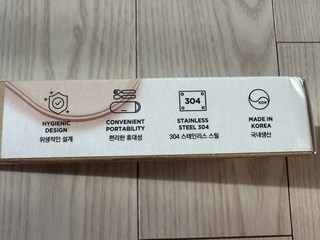 HYGIENIC
DESIGN
위생적인 설계
CONVENIENT
PORTABILITY
편리한 휴대성
304
STAINLESS
STEEL 304
304 스테인리스 스틸
KOR
MADE IN
KOREA
국내생산